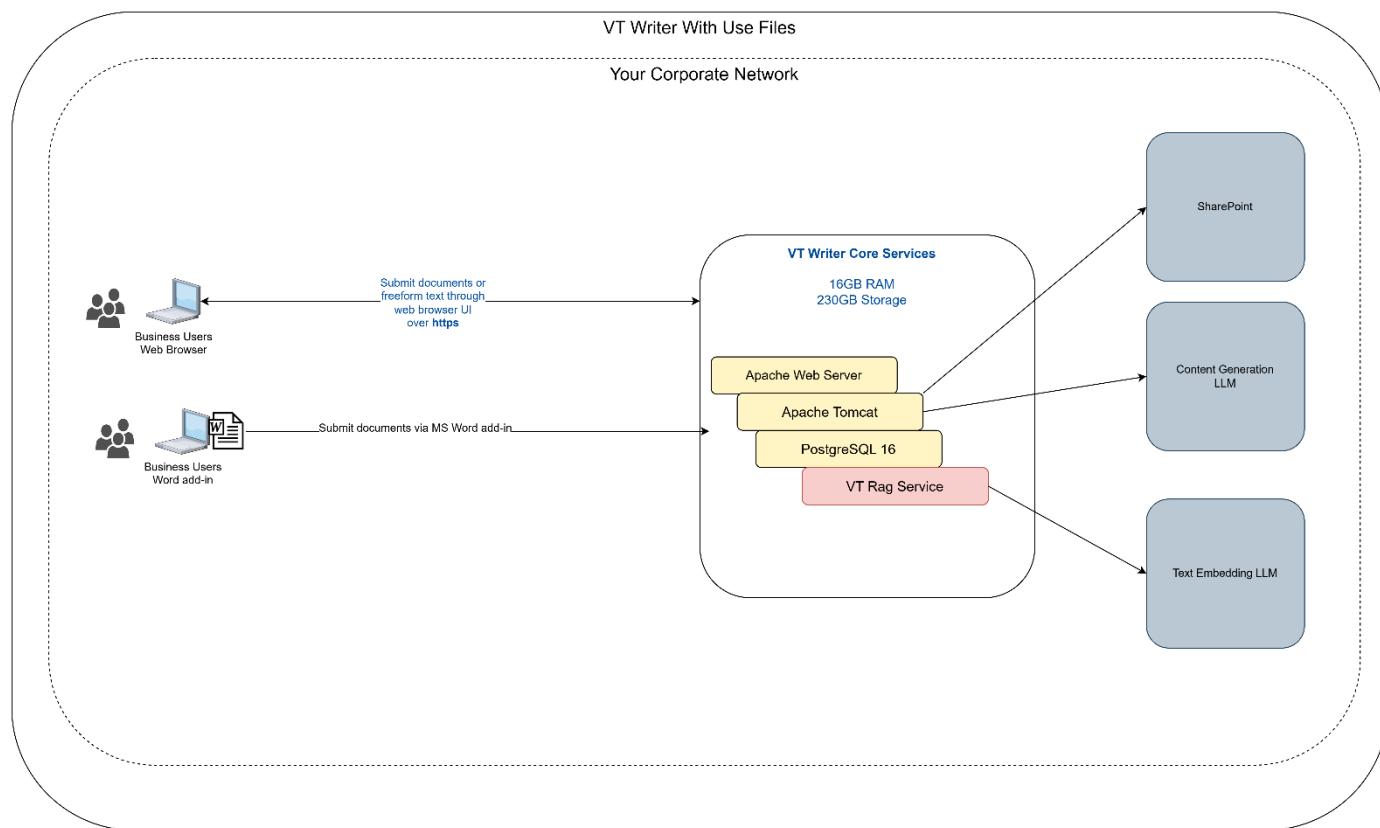 VT Writer With Use Files
Your Corporate Network
SharePoint
VT Writer Core Services
16GB RAM
230GB Storage
Submit documents or
freeform text through
web browser UI
over https
Business Users
Web Browser
Apache Web Server
Content Generation
LLM
Apache Tomcat
W
Submit documents via MS Word add-in
PostgreSQL 16
Business Users
Word add-in
VT Rag Service
Text Embedding LLM